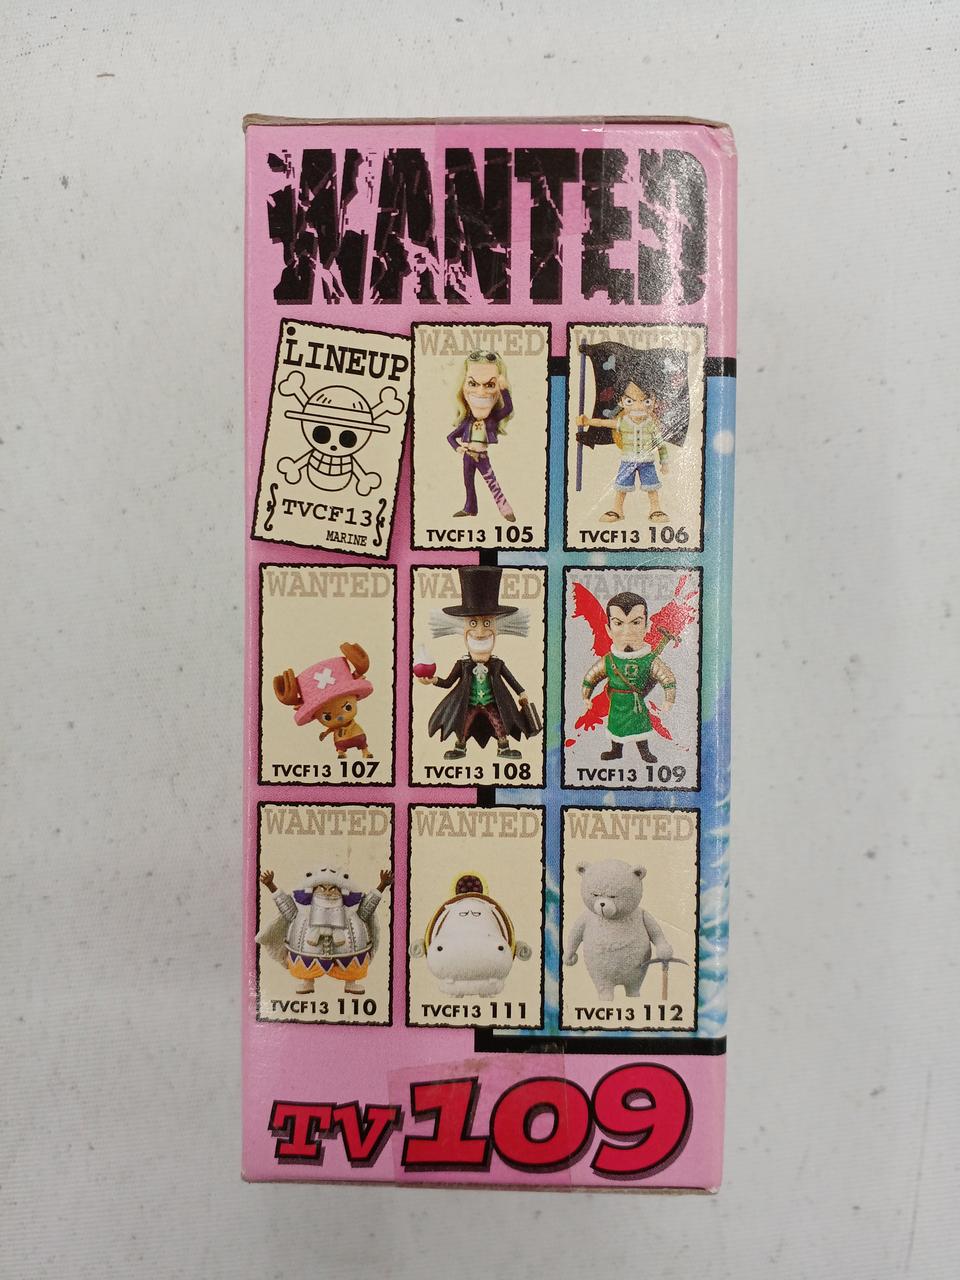 WANTED
LINEUP
TVCF13
MARINE
WANTED
TVCF13 105
WANTED
TVCF13 106
WANTED
TVCF13 107
WANTED
TVCF13 108
WANTED
TVCF13 109
WANTED
TVCF13 110
WANTED
TVCF13 111
WANTED
TVCF13 112
TV 109